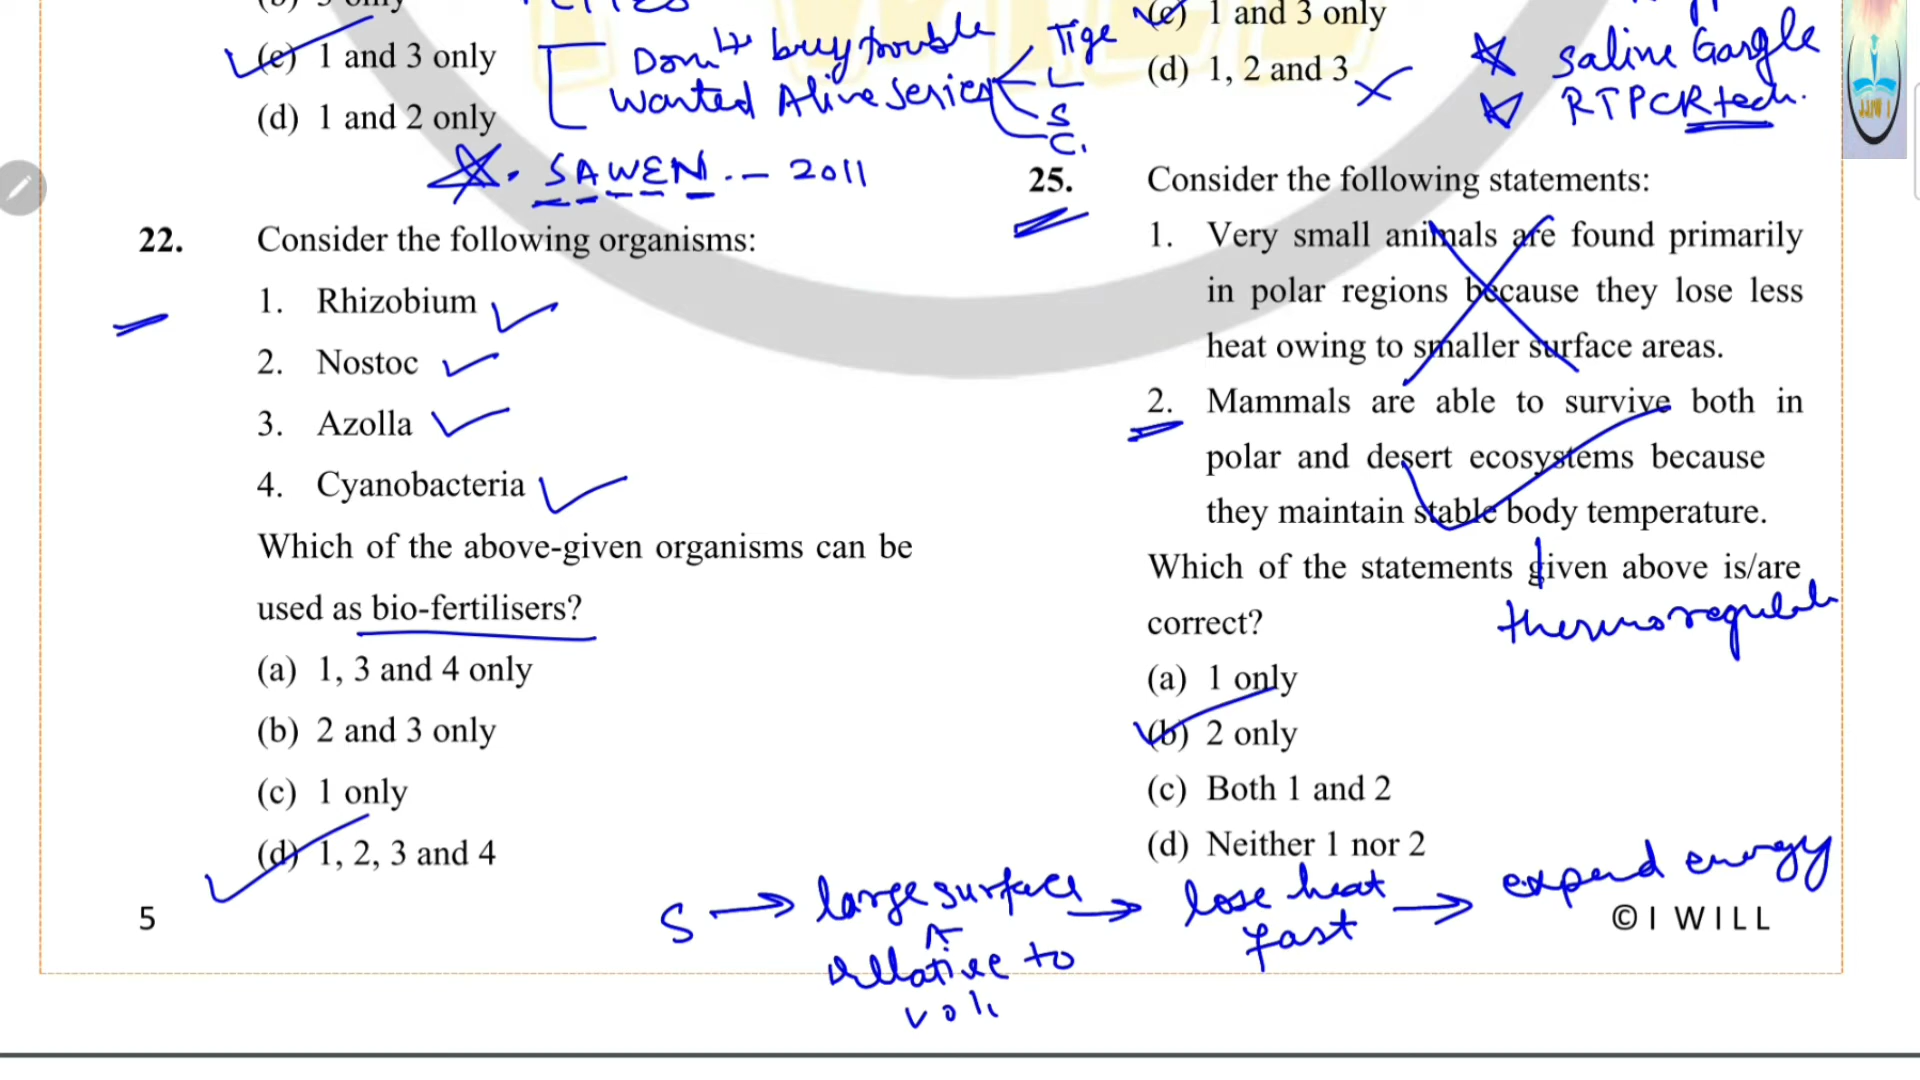 (c) 1 and 3 only
(d) 1 and 2 only
Don't buy trouble
Wanted Alive Series
Tige
L
S
C.
SAWEN. - 2011
22. Consider the following organisms:
1. Rhizobium
2. Nostoc
3. Azolla
4. Cyanobacteria
Which of the above-given organisms can be
used as bio-fertilisers?
(a) 1, 3 and 4 only
(b) 2 and 3 only
(c) 1 only
(d) 1, 2, 3 and 4
5
(c) 1 and 3 only
(d) 1, 2 and 3
saline Gargle
RTPCR tech.
25. Consider the following statements:
1. Very small animals are found primarily
in polar regions because they lose less
heat owing to smaller surface areas.
2. Mammals are able to survive both in
polar and desert ecosystems because
they maintain stable body temperature.
Which of the statements given above is/are
correct?
thermoregulat
(a) 1 only
(b) 2 only
(c) Both 1 and 2
(d) Neither 1 nor 2
S → large surface → lose heat fast → expend energy
relative to
vol.
©I WILL